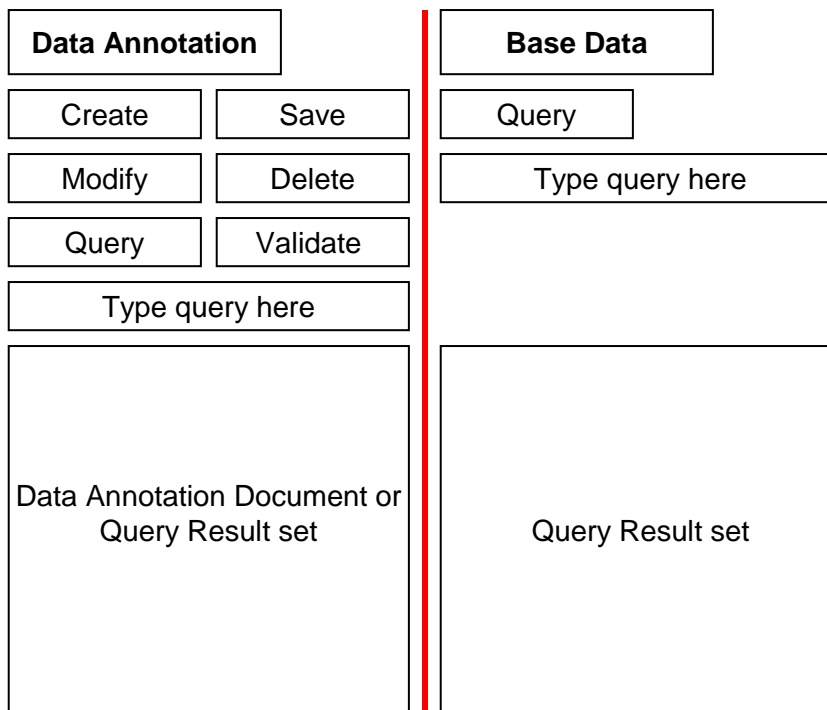 Data Annotation
Create
Save
Modify
Delete
Query
Validate
Type query here
Data Annotation Document or
Query Result set
Base Data
Query
Type query here
Query Result set